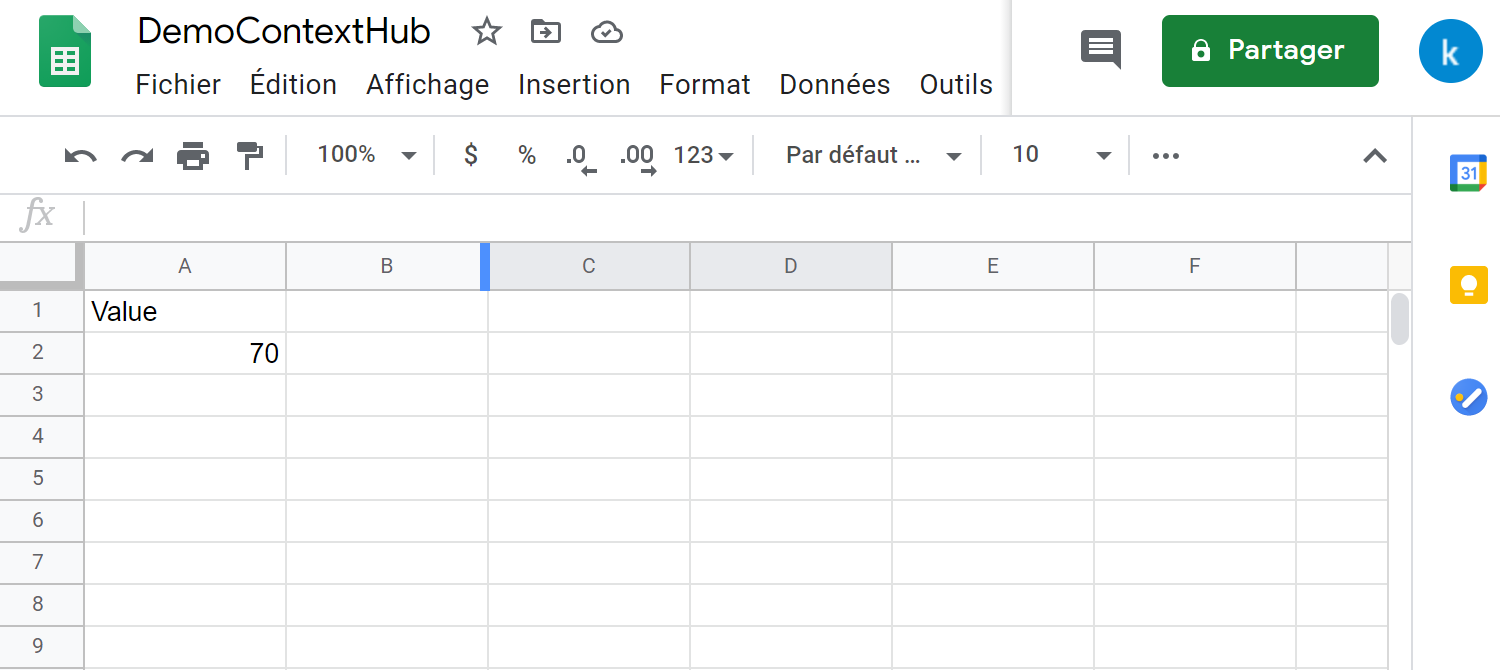 DemoContextHub
Fichier Édition Affichage Insertion Format Données Outils
Partager
k
100% $ % .0 .00 123 Par défaut ... 10
31
fx
A B C D E F
1 Value
2 70
3
4
5
6
7
8
9